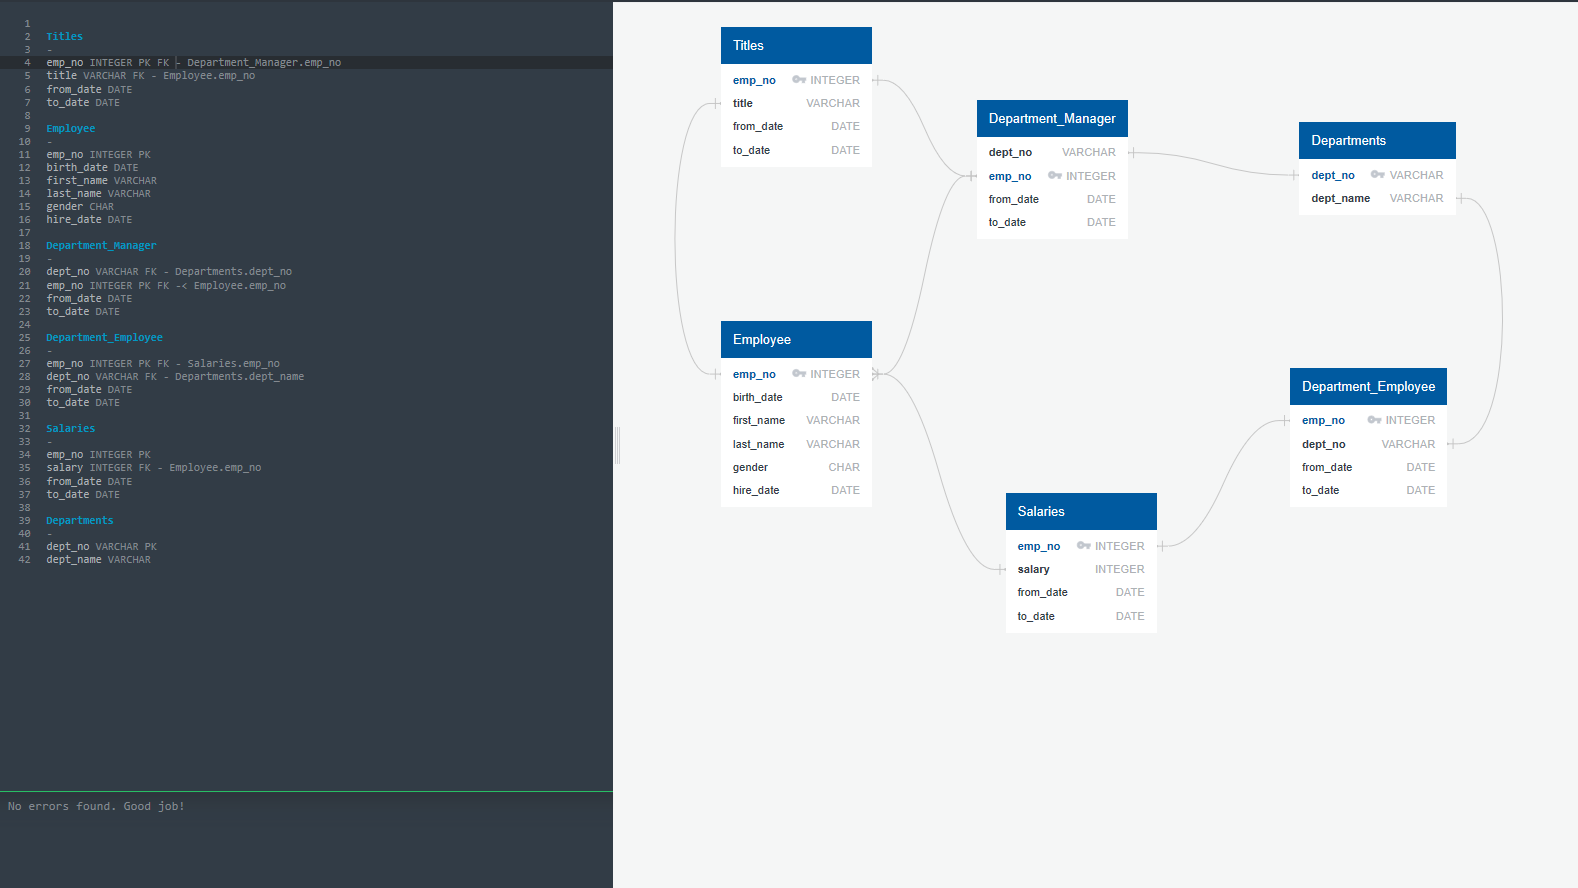 1
2 Titles
3 -
4 emp_no INTEGER PK FK - Department_Manager.emp_no
5 title VARCHAR FK - Employee.emp_no
6 from_date DATE
7 to_date DATE
8
9 Employee
10 -
11 emp_no INTEGER PK
12 birth_date DATE
13 first_name VARCHAR
14 last_name VARCHAR
15 gender CHAR
16 hire_date DATE
17
18 Department_Manager
19 -
20 dept_no VARCHAR FK - Departments.dept_no
21 emp_no INTEGER PK FK -< Employee.emp_no
22 from_date DATE
23 to_date DATE
24
25 Department_Employee
26 -
27 emp_no INTEGER PK FK - Salaries.emp_no
28 dept_no VARCHAR FK - Departments.dept_name
29 from_date DATE
30 to_date DATE
31
32 Salaries
33 -
34 emp_no INTEGER PK
35 salary INTEGER FK - Employee.emp_no
36 from_date DATE
37 to_date DATE
38
39 Departments
40 -
41 dept_no VARCHAR PK
42 dept_name VARCHAR
No errors found. Good job!
Titles
emp_no INTEGER
title VARCHAR
from_date DATE
to_date DATE
Department_Manager
dept_no VARCHAR
emp_no INTEGER
from_date DATE
to_date DATE
Departments
dept_no VARCHAR
dept_name VARCHAR
Employee
emp_no INTEGER
birth_date DATE
first_name VARCHAR
last_name VARCHAR
gender CHAR
hire_date DATE
Department_Employee
emp_no INTEGER
dept_no VARCHAR
from_date DATE
to_date DATE
Salaries
emp_no INTEGER
salary INTEGER
from_date DATE
to_date DATE